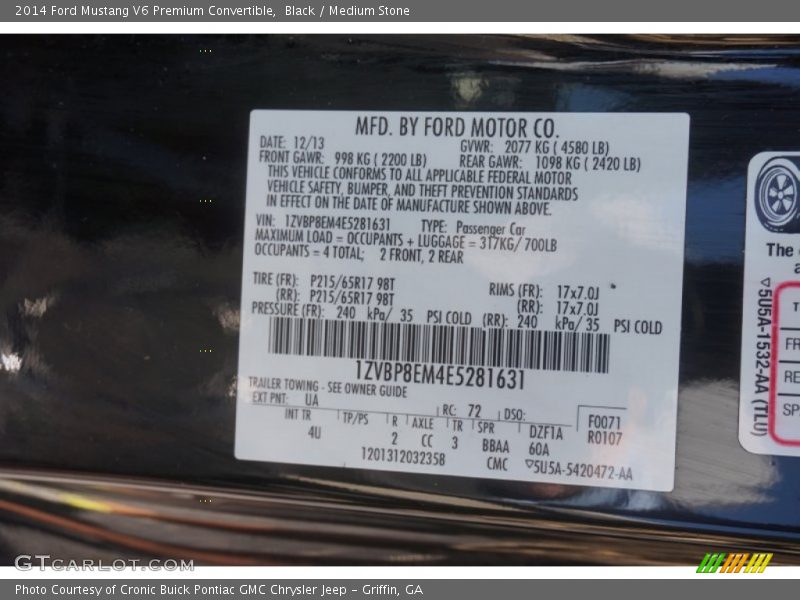 2014 Ford Mustang V6 Premium Convertible, Black / Medium Stone
MFD. BY FORD MOTOR CO.
DATE: 12/13 GVWR: 2077 KG ( 4580 LB)
FRONT GAWR: 998 KG ( 2200 LB) REAR GAWR: 1098 KG ( 2420 LB)
THIS VEHICLE CONFORMS TO ALL APPLICABLE FEDERAL MOTOR
VEHICLE SAFETY, BUMPER, AND THEFT PREVENTION STANDARDS
IN EFFECT ON THE DATE OF MANUFACTURE SHOWN ABOVE.
VIN: 1ZVBP8EM4E5281631 TYPE: Passenger Car
MAXIMUM LOAD = OCCUPANTS + LUGGAGE = 317KG/ 700LB
OCCUPANTS = 4 TOTAL; 2 FRONT, 2 REAR
TIRE (FR): P215/65R17 98T RIMS (FR): 17x7.0J
(RR): P215/65R17 98T (RR): 17x7.0J
PRESSURE (FR): 240 kPa/ 35 PSI COLD (RR): 240 kPa/ 35 PSI COLD
1ZVBP8EM4E5281631
TRAILER TOWING - SEE OWNER GUIDE
EXT PNT: UA RC: 72 DSO:
INT TR TP/PS R AXLE TR SPR F0071
4U 2 CC 3 BBAA DZF1A R0107
60A
1201312032358 CMC ▽5U5A-5420472-AA
The
▽5U5A-1532-AA (TLU)
FR
RE
SP
GTCARLOT.COM
Photo Courtesy of Cronic Buick Pontiac GMC Chrysler Jeep – Griffin, GA